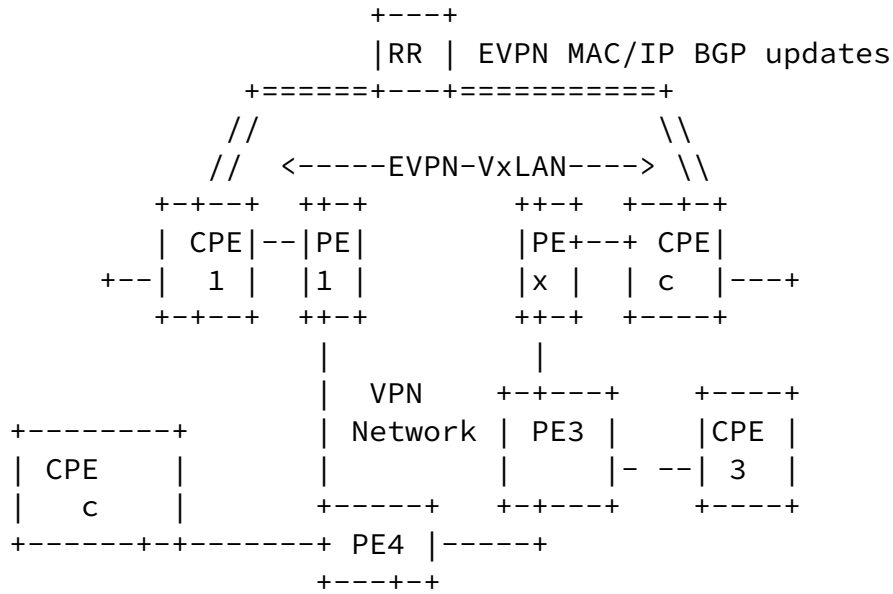 +---+
                     |RR | EVPN MAC/IP BGP updates
              +======+---+===========+
             //                       \\
            //  <-----EVPN-VxLAN----> \\
         +-+--+  ++-+         ++-+  +--+-+
         | CPE|--|PE|         |PE+--+ CPE|
      +--|  1 |  |1 |         |x |  | c  |---+
         +-+--+  ++-+         ++-+  +----+
                  |            |
                  |  VPN    +-+---+    +----+
+--------+        | Network | PE3 |    |CPE |
| CPE    |        |         |     |- --| 3  |
|   c    |        +-----+   +-+---+    +----+
+------+-+-------+ PE4 |-----+
                  +---+-+